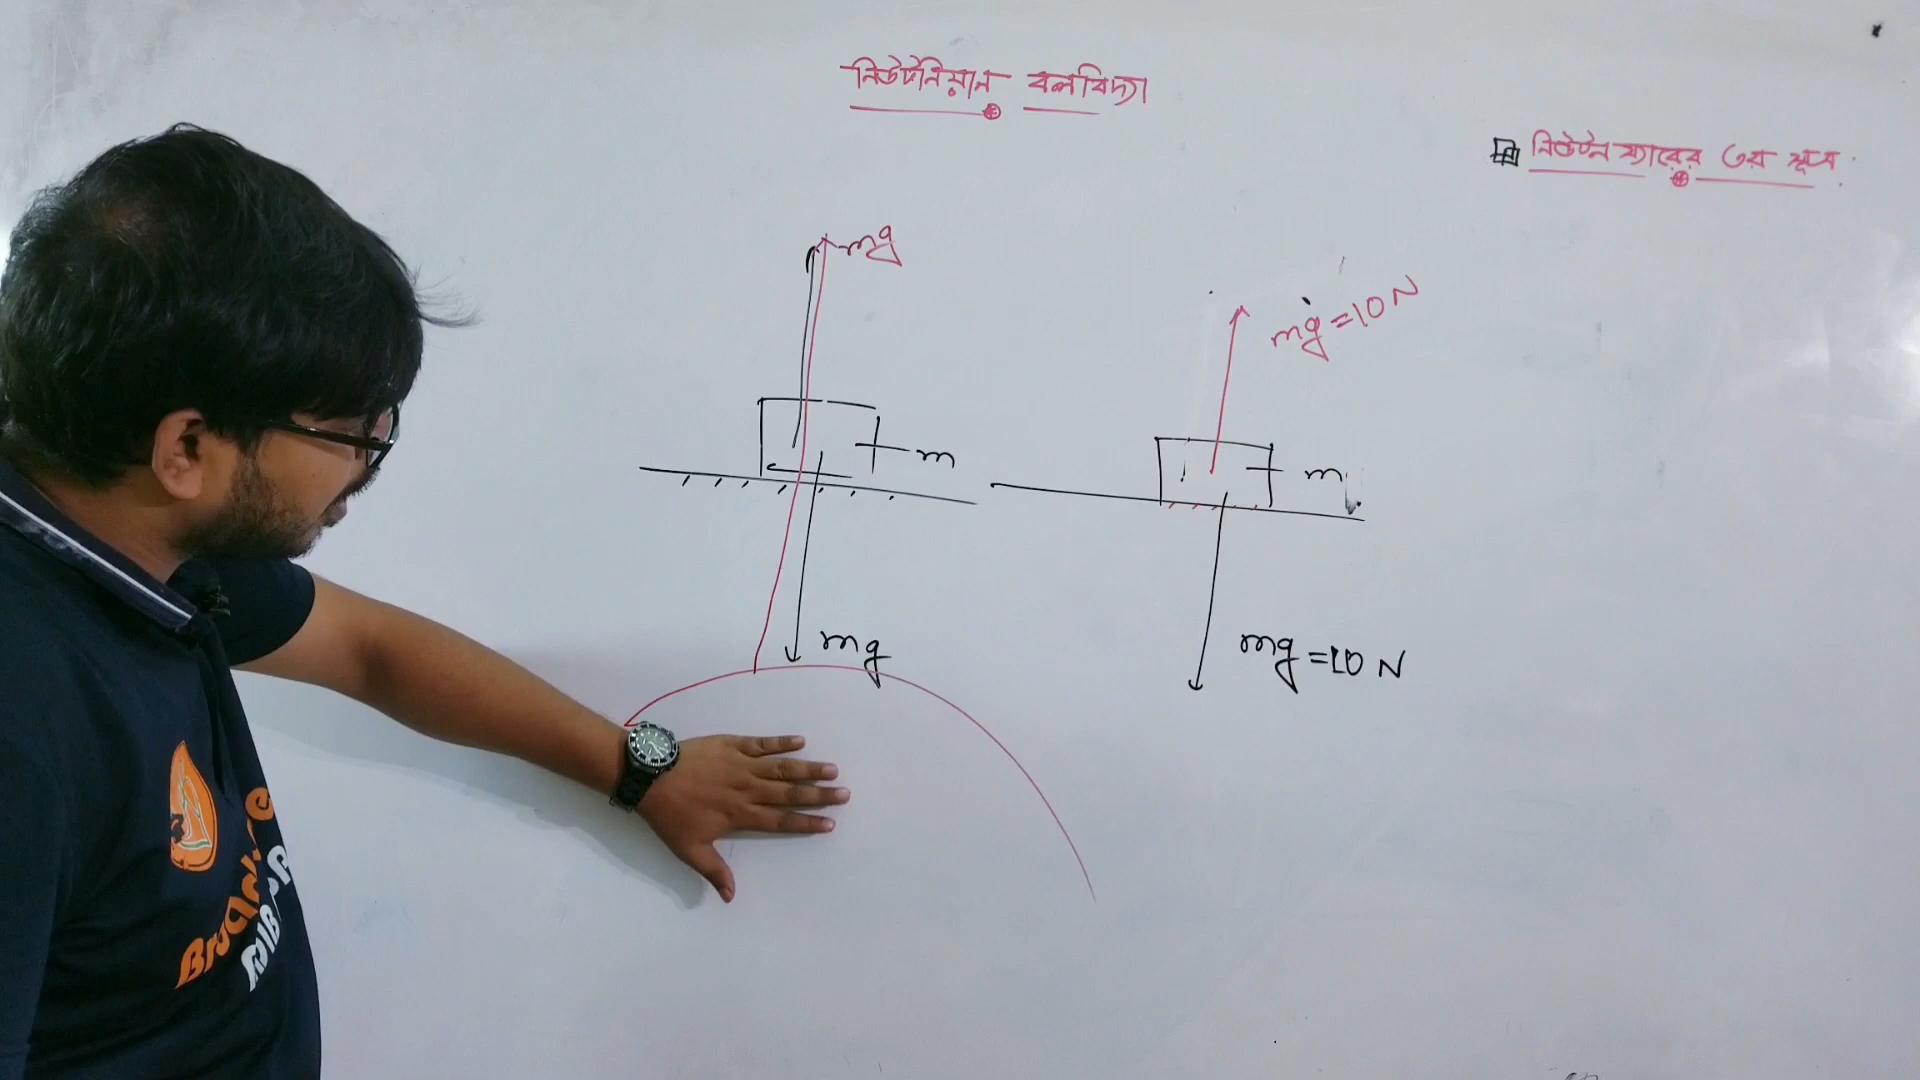 নিউটনিয়ান বলবিদ্যা
নিউটন স্যারের ৩য় সূত্র.
mg
mg = 10 N
m
m
mg
mg = 10 N